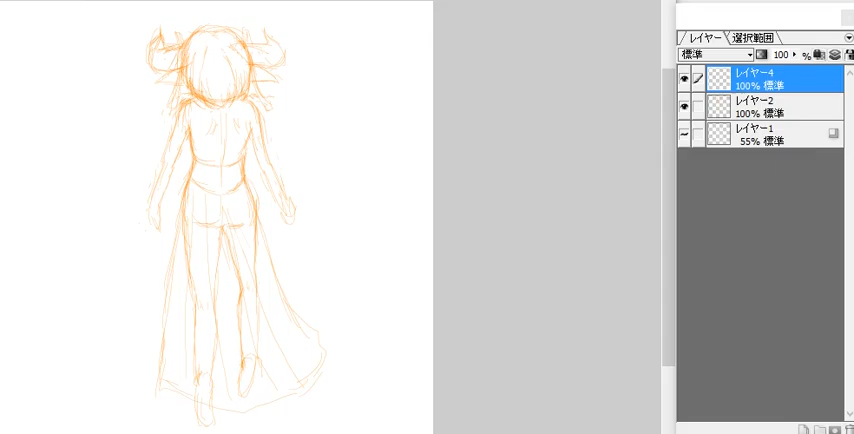 レイヤー 選択範囲
標準 100 %
レイヤー4
100% 標準
レイヤー2
100% 標準
レイヤー1
55% 標準